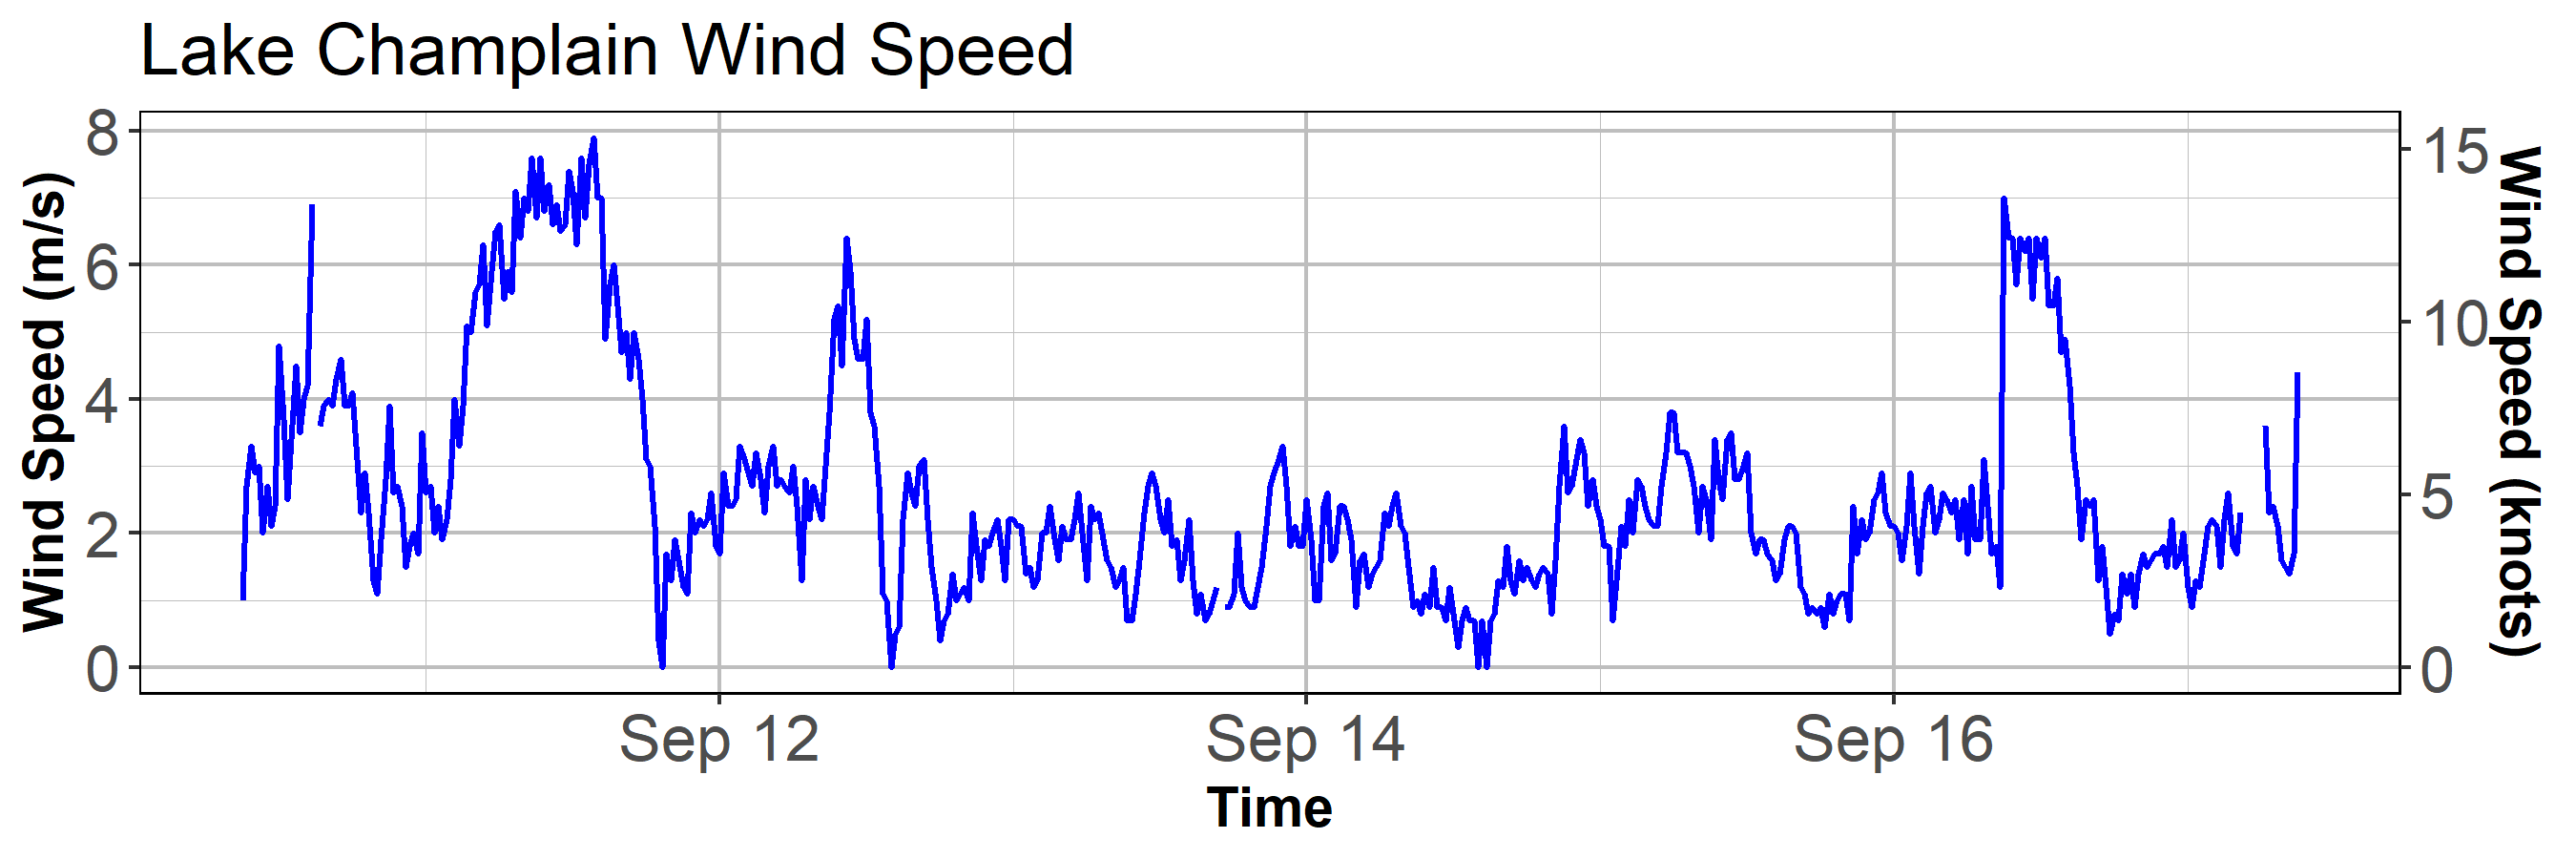 Lake Champlain Wind Speed
Wind Speed (m/s)
8
6
4
2
0
15
10
5
0
Wind Speed (knots)
Sep 12
Sep 14
Sep 16
Time